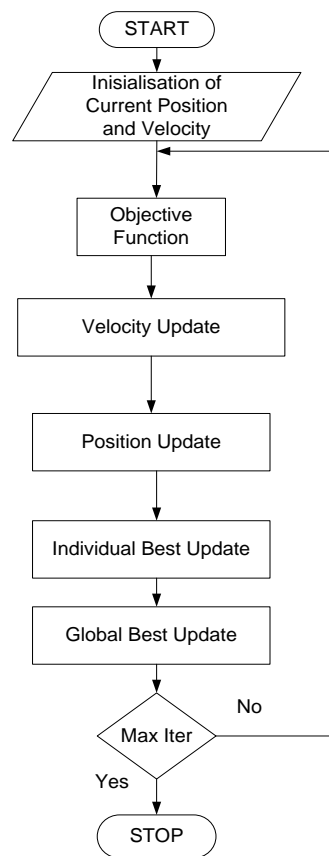 START
Inisialisation of
Current Position
and Velocity
Objective
Function
Velocity Update
Position Update
Individual Best Update
Global Best Update
No
Max Iter
Yes
STOP